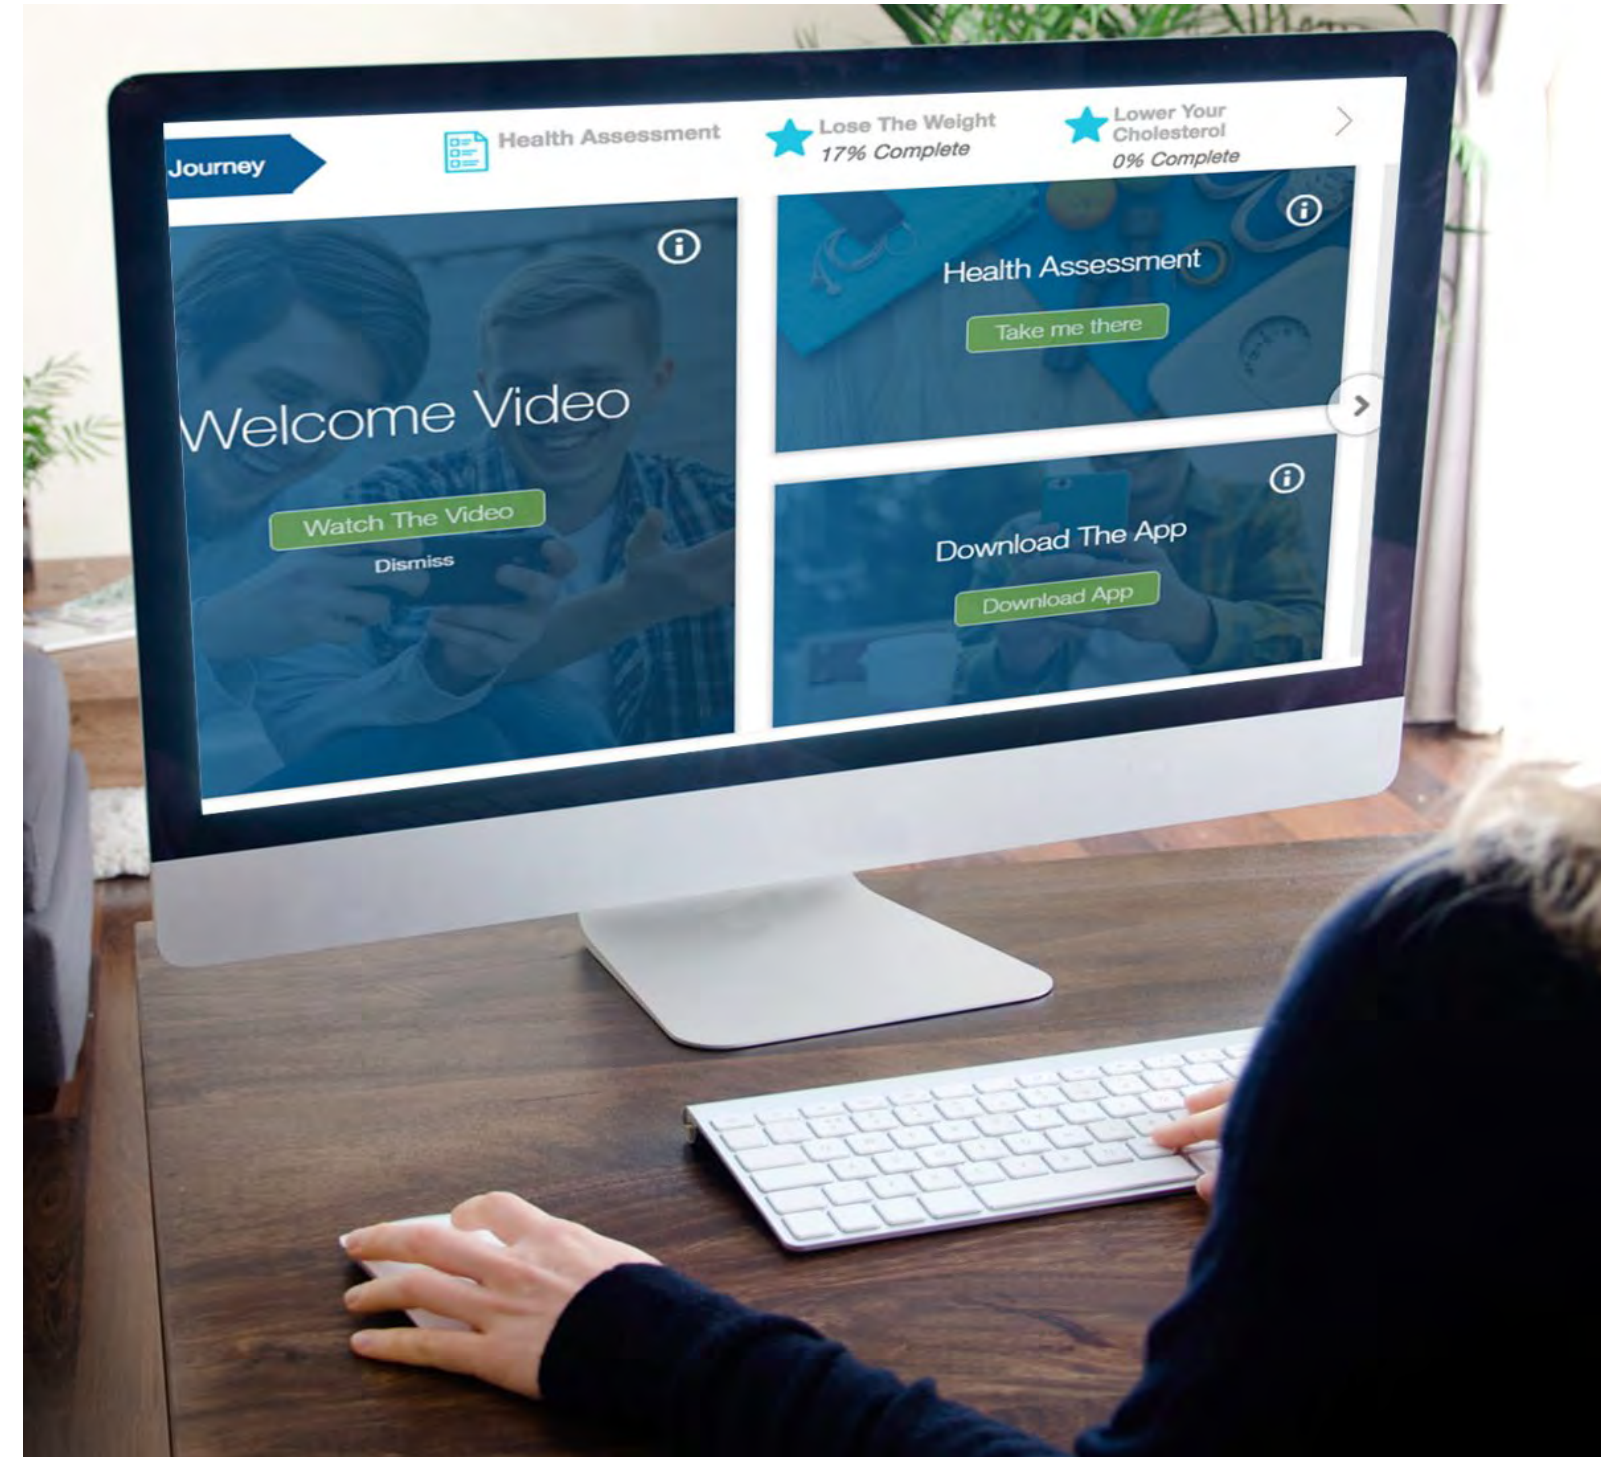 Journey
Health Assessment
Lose The Weight
17% Complete
Lower Your
Cholesterol
0% Complete
Welcome Video
Watch The Video
Dismiss
Health Assessment
Take me there
Download The App
Download App